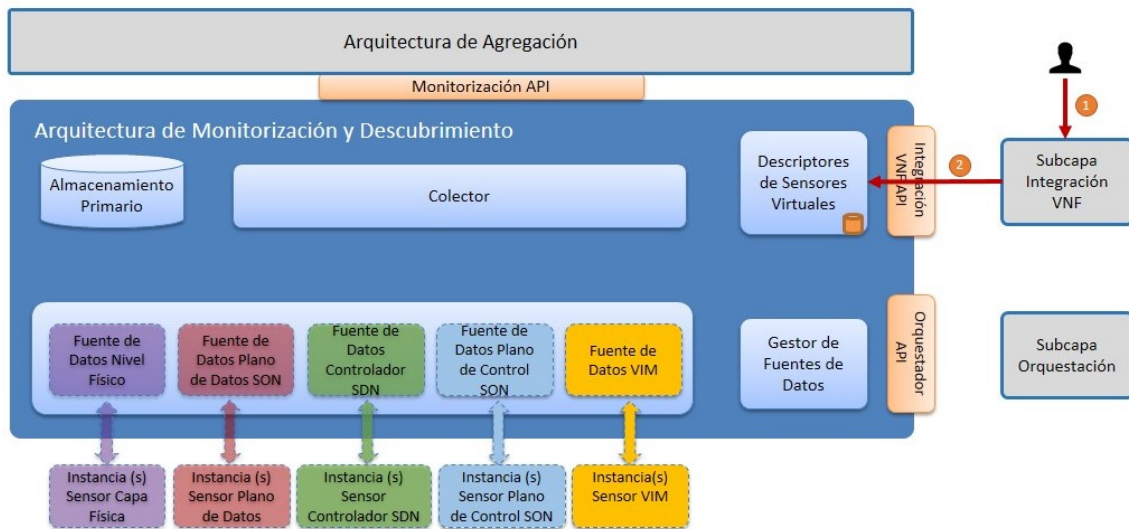 Arquitectura de Agregación
Monitorización API
Arquitectura de Monitorización y Descubrimiento
Almacenamiento
Primario
Colector
Descriptores
de Sensores
Virtuales
Integración
VNF API
2
1
Subcapa
Integración
VNF
Fuente de
Datos Nivel
Físico
Fuente de
Datos Plano
de Datos SON
Fuente de
Datos
Controlador
SDN
Fuente de
Datos Plano
de Control
SON
Fuente de
Datos VIM
Gestor de
Fuentes de
Datos
Orquestador
API
Subcapa
Orquestación
Instancia (s)
Sensor Capa
Física
Instancia (s)
Sensor Plano
de Datos
Instancia (s)
Sensor
Controlador SDN
Instancia (s)
Sensor Plano
de Control SON
Instancia(s)
Sensor VIM